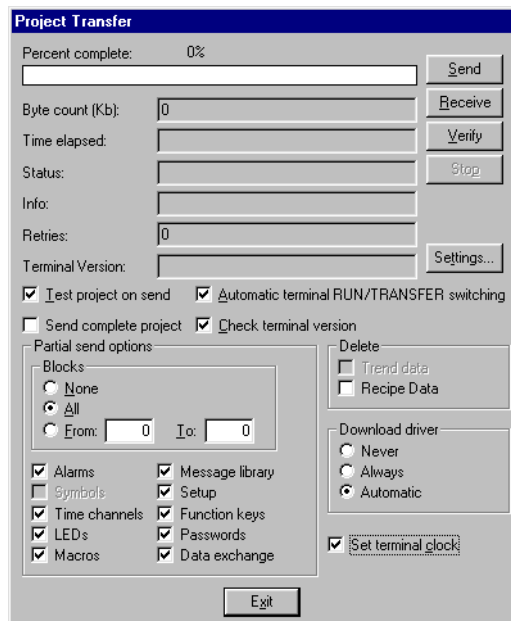 Project Transfer
Percent complete: 0%
Send
Byte count (Kb): 0
Receive
Time elapsed:
Verify
Status:
Stop
Info:
Retries: 0
Terminal Version:
Settings...
Test project on send Automatic terminal RUN/TRANSFER switching
Send complete project Check terminal version
Partial send options
Blocks
None
All
From: 0 To: 0
Alarms Message library
Symbols Setup
Time channels Function keys
LEDs Passwords
Macros Data exchange
Delete
Trend data
Recipe Data
Download driver
Never
Always
Automatic
Set terminal clock
Exit